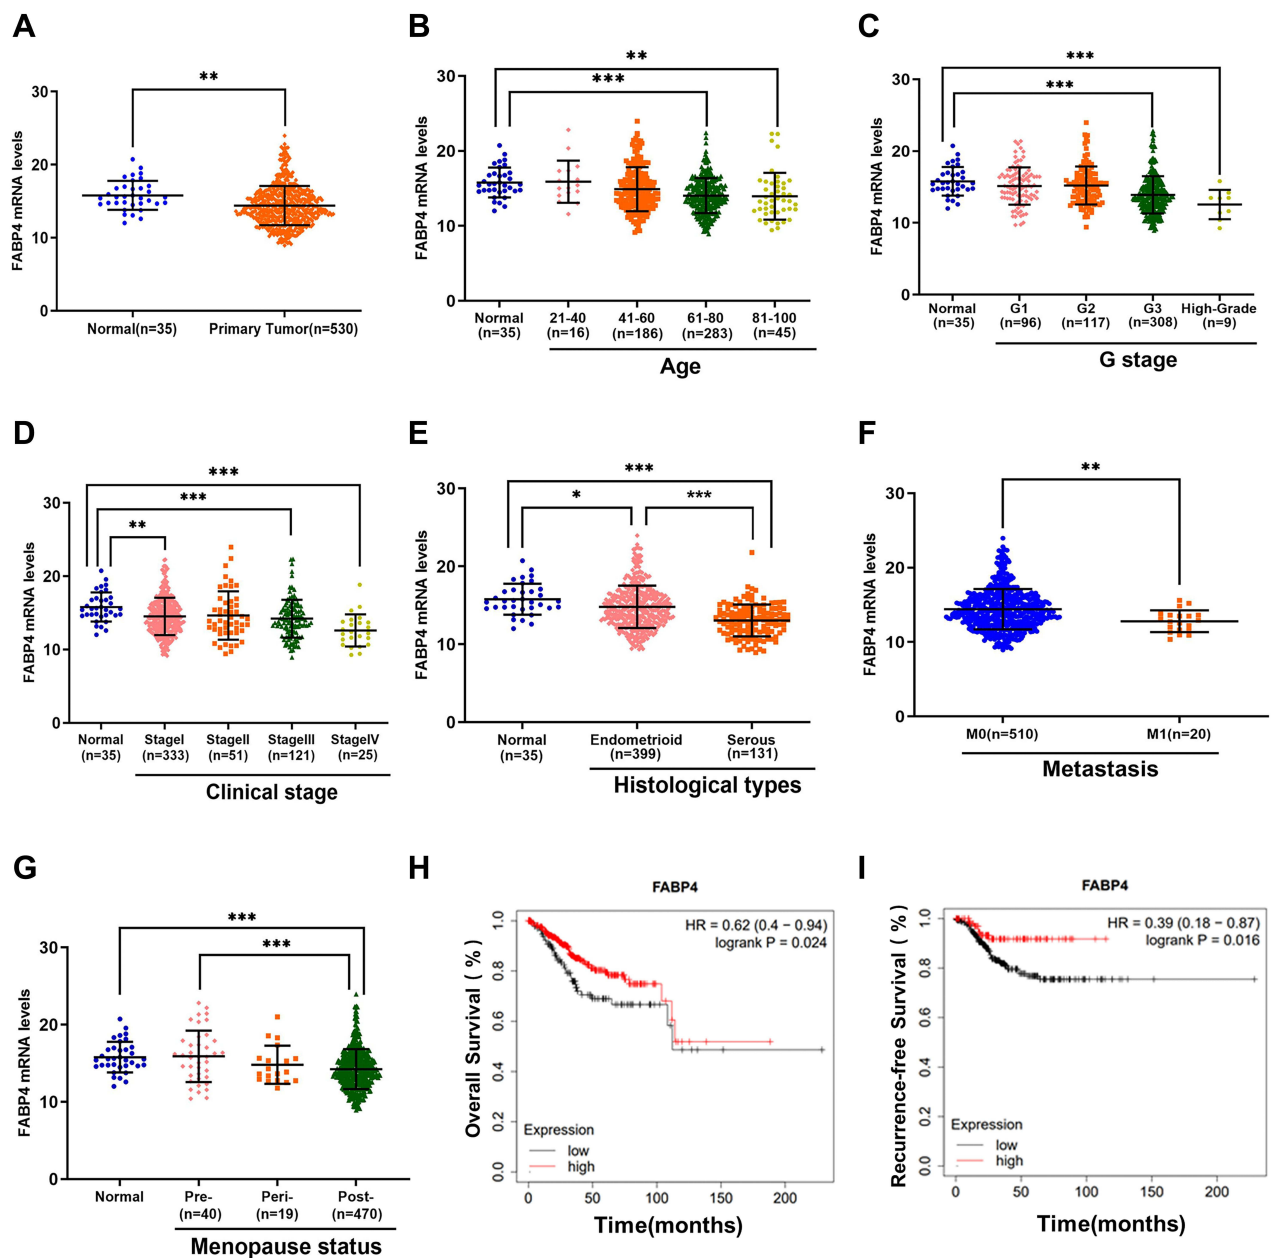 A
**
FABP4 mRNA levels
30
20
10
0
Normal(n=35) Primary Tumor(n=530)
B
**
***
FABP4 mRNA levels
30
20
10
0
Normal 21-40 41-60 61-80 81-100
(n=35) (n=16) (n=186) (n=283) (n=45)
Age
C
***
***
FABP4 mRNA levels
30
20
10
0
Normal G1 G2 G3 High-Grade
(n=35) (n=96) (n=117) (n=308) (n=9)
G stage
D
***
***
**
FABP4 mRNA levels
30
20
10
0
Normal StageI StageII StageIII StageIV
(n=35) (n=333) (n=51) (n=121) (n=25)
Clinical stage
E
***
* ***
FABP4 mRNA levels
30
20
10
0
Normal Endometrioid Serous
(n=35) (n=399) (n=131)
Histological types
F
**
FABP4 mRNA levels
30
20
10
0
M0(n=510) M1(n=20)
Metastasis
G
***
***
FABP4 mRNA levels
30
20
10
0
Normal Pre- Peri- Post-
(n=40) (n=19) (n=470)
Menopause status
H
FABP4
HR = 0.62 (0.4 − 0.94)
logrank P = 0.024
Overall Survival ( %)
1.0
0.8
0.6
0.4
0.2
0.0
Expression
low
high
0 50 100 150 200
Time(months)
I
FABP4
HR = 0.39 (0.18 − 0.87)
logrank P = 0.016
Recurrence-free Survival ( %)
1.0
0.8
0.6
0.4
0.2
0.0
Expression
low
high
0 50 100 150 200
Time(months)